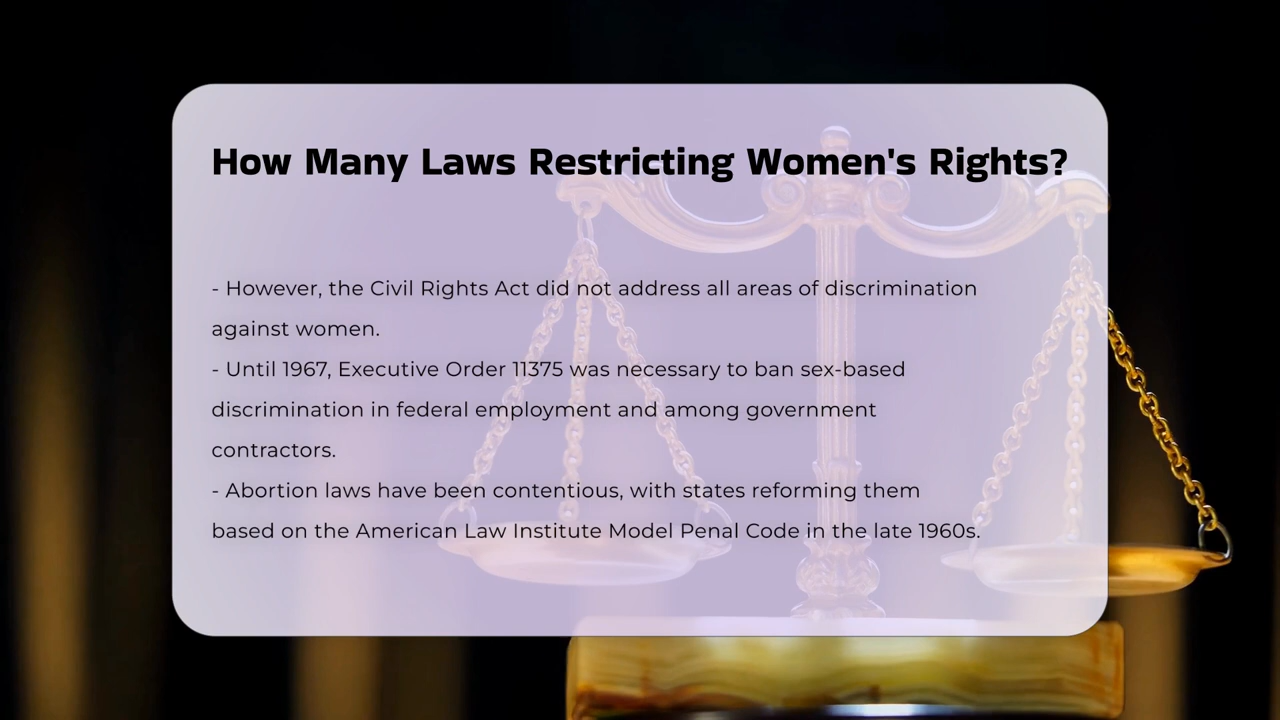 How Many Laws Restricting Women's Rights?
- However, the Civil Rights Act did not address all areas of discrimination
against women.
- Until 1967, Executive Order 11375 was necessary to ban sex-based
discrimination in federal employment and among government
contractors.
- Abortion laws have been contentious, with states reforming them
based on the American Law Institute Model Penal Code in the late 1960s.